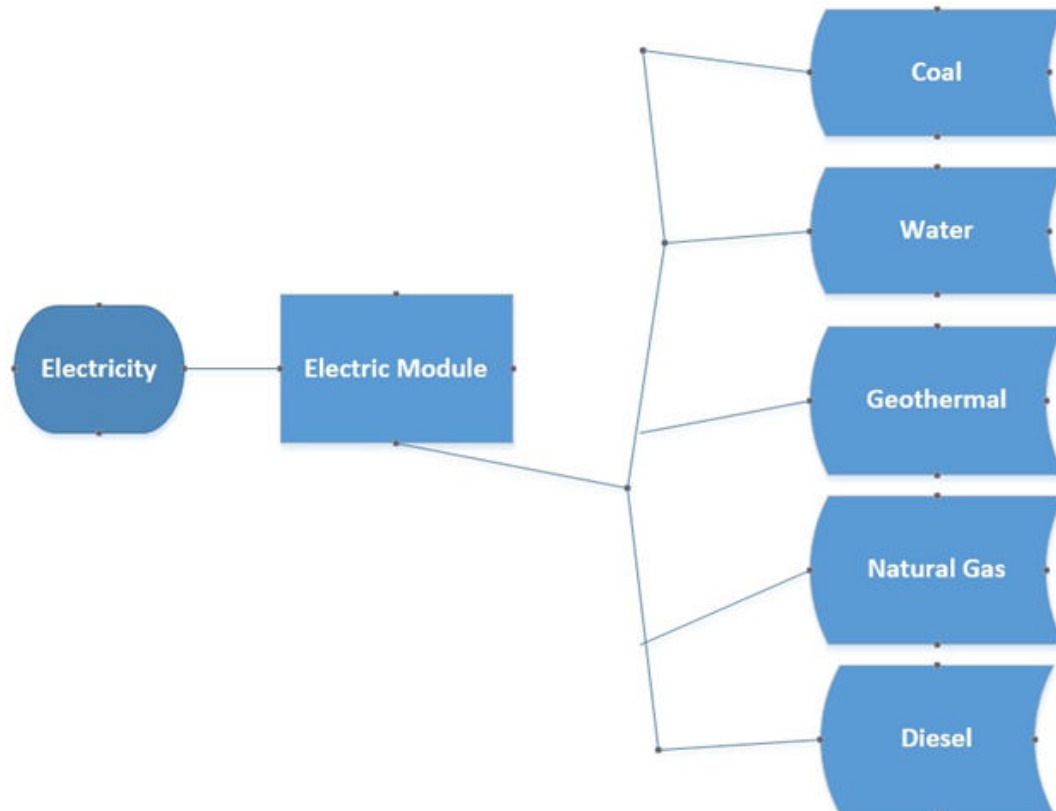 Coal
Water
Electricity
Electric Module
Geothermal
Natural Gas
Diesel